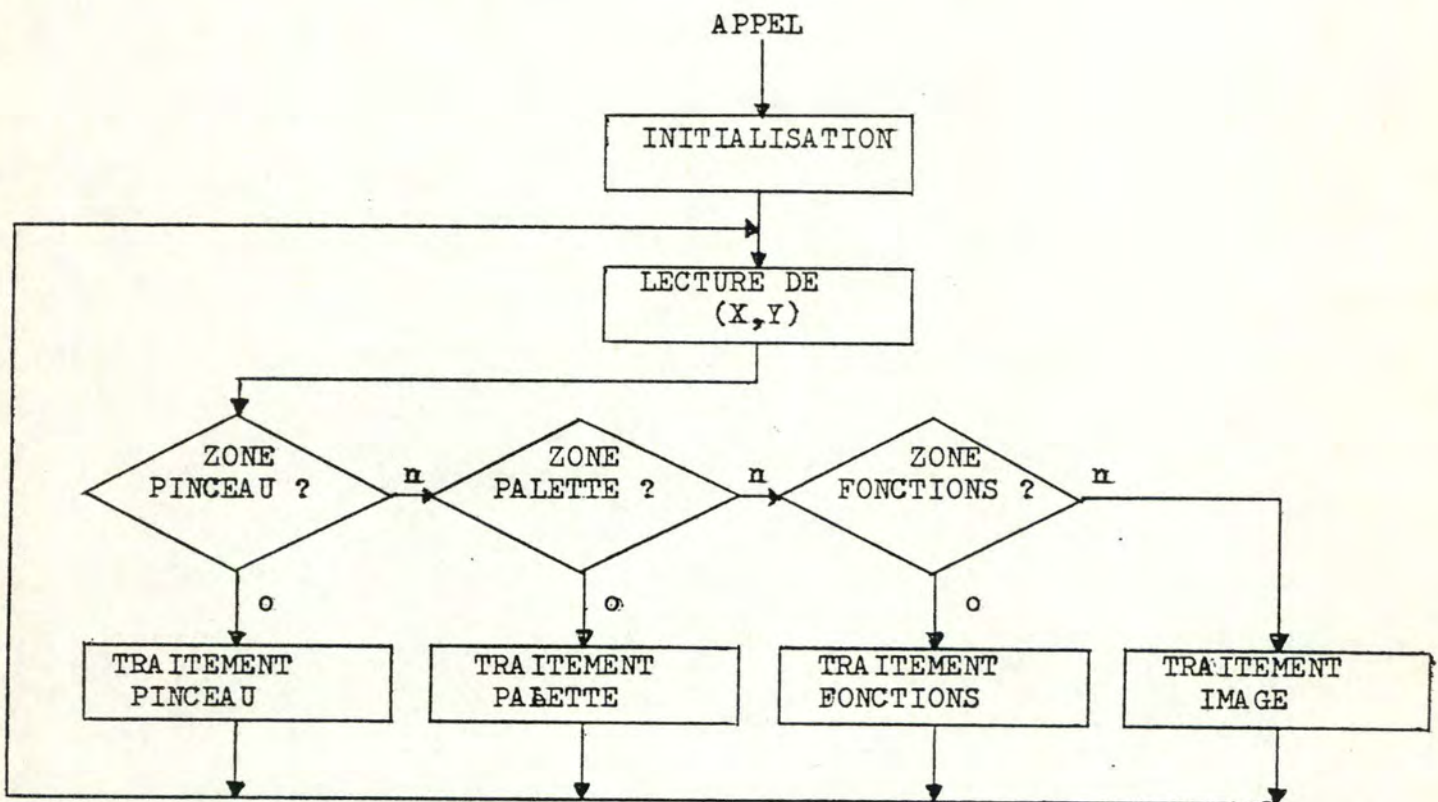 APPEL
INITIALISATION
LECTURE DE
(X,Y)
ZONE
PINCEAU ?
n
ZONE
PALETTE ?
n
ZONE
FONCTIONS ?
n
o
o
o
TRAITEMENT
PINCEAU
TRAITEMENT
PALETTE
TRAITEMENT
FONCTIONS
TRAITEMENT
IMAGE